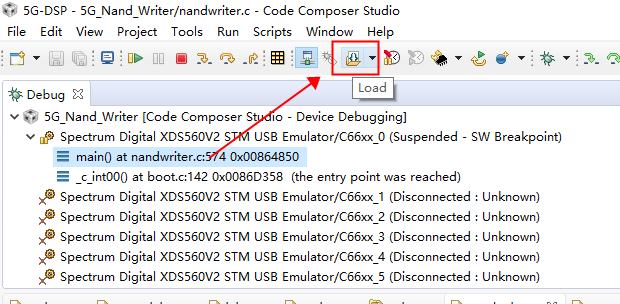 5G-DSP - 5G_Nand_Writer/nandwriter.c - Code Composer Studio
File Edit View Project Tools Run Scripts Window Help
Load
Debug
5G_Nand_Writer [Code Composer Studio - Device Debugging]
Spectrum Digital XDS560V2 STM USB Emulator/C66xx_0 (Suspended - SW Breakpoint)
main() at nandwriter.c:574 0x00864850
_c_int00() at boot.c:142 0x0086D358 (the entry point was reached)
Spectrum Digital XDS560V2 STM USB Emulator/C66xx_1 (Disconnected : Unknown)
Spectrum Digital XDS560V2 STM USB Emulator/C66xx_2 (Disconnected : Unknown)
Spectrum Digital XDS560V2 STM USB Emulator/C66xx_3 (Disconnected : Unknown)
Spectrum Digital XDS560V2 STM USB Emulator/C66xx_4 (Disconnected : Unknown)
Spectrum Digital XDS560V2 STM USB Emulator/C66xx_5 (Disconnected : Unknown)